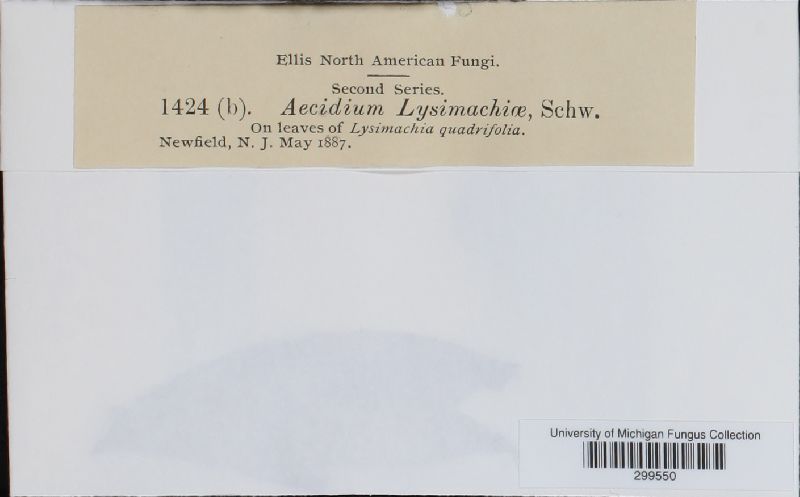 Ellis North American Fungi.
Second Series.
1424 (b). Aecidium Lysimachiæ, Schw.
On leaves of Lysimachia quadrifolia.
Newfield, N. J. May 1887.
University of Michigan Fungus Collection
299550